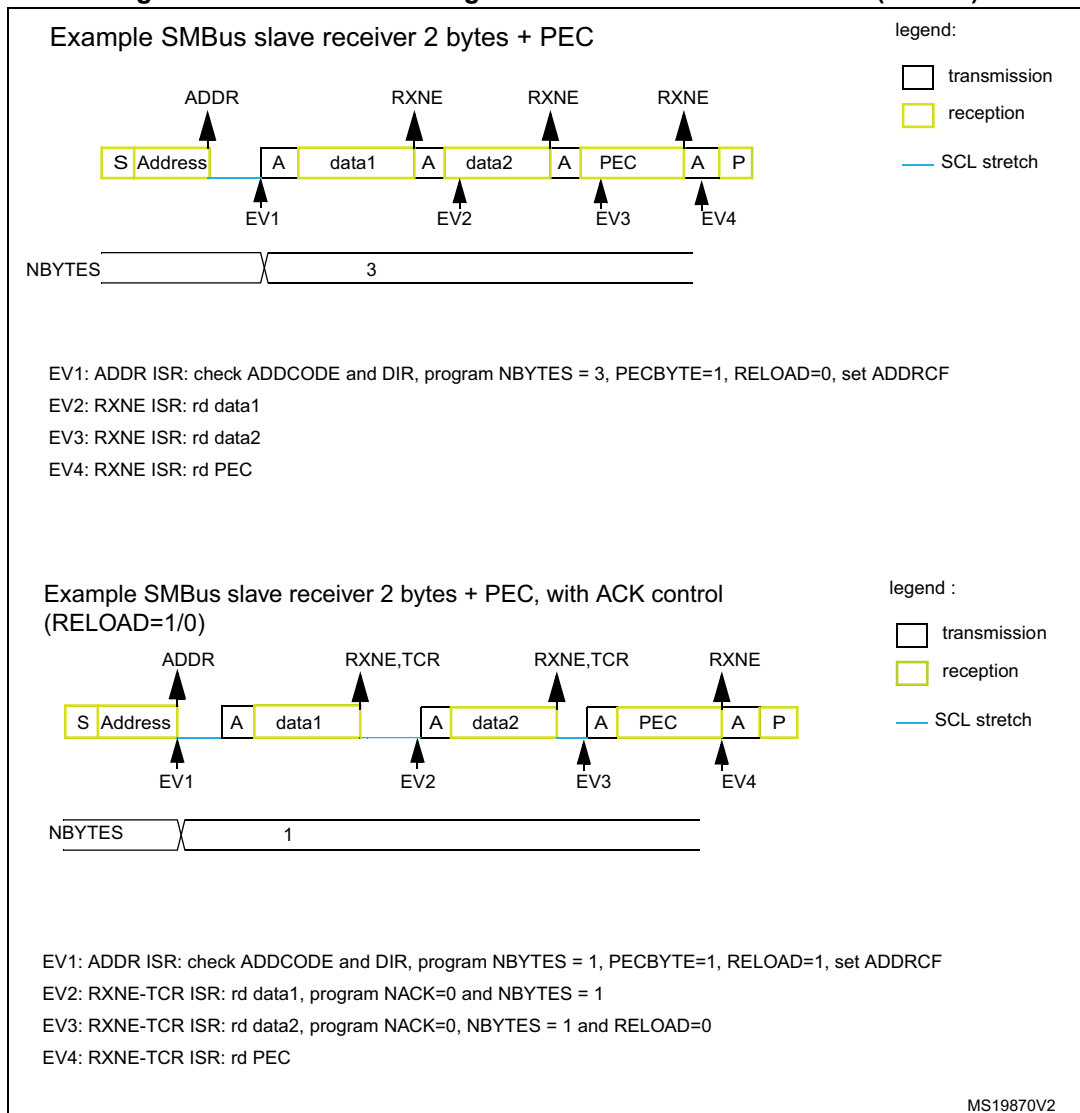 Example SMBus slave receiver 2 bytes + PEC
legend:
transmission
reception
SCL stretch
ADDR RXNE RXNE RXNE
S Address A data1 A data2 A PEC A P
EV1 EV2 EV3 EV4
NBYTES 3
EV1: ADDR ISR: check ADDCODE and DIR, program NBYTES = 3, PECBYTE=1, RELOAD=0, set ADDRCF
EV2: RXNE ISR: rd data1
EV3: RXNE ISR: rd data2
EV4: RXNE ISR: rd PEC
Example SMBus slave receiver 2 bytes + PEC, with ACK control
(RELOAD=1/0)
legend :
transmission
reception
SCL stretch
ADDR RXNE,TCR RXNE,TCR RXNE
S Address A data1 A data2 A PEC A P
EV1 EV2 EV3 EV4
NBYTES 1
EV1: ADDR ISR: check ADDCODE and DIR, program NBYTES = 1, PECBYTE=1, RELOAD=1, set ADDRCF
EV2: RXNE-TCR ISR: rd data1, program NACK=0 and NBYTES = 1
EV3: RXNE-TCR ISR: rd data2, program NACK=0, NBYTES = 1 and RELOAD=0
EV4: RXNE-TCR ISR: rd PEC
MS19870V2